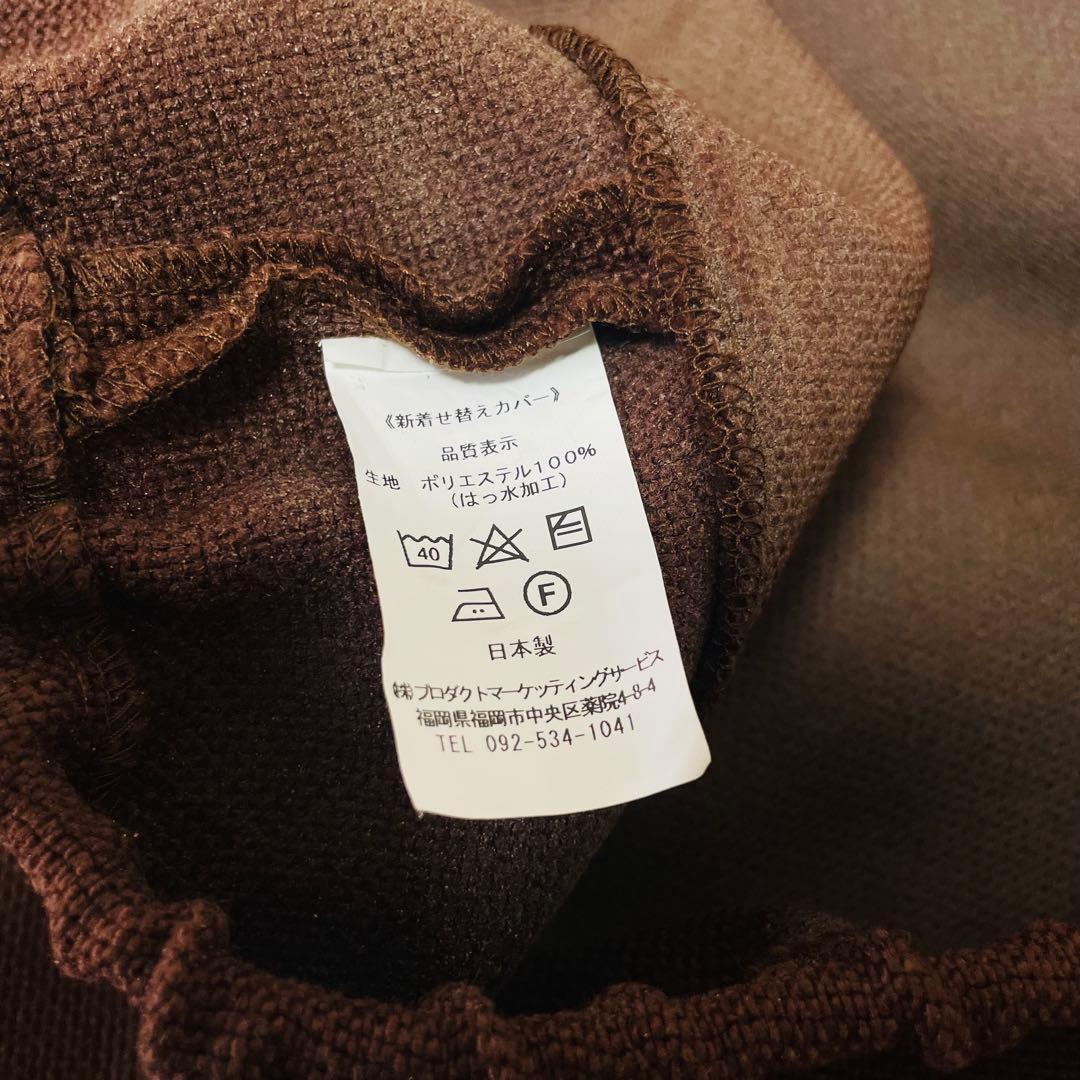 《新着せ替えカバー》
品質表示
生地 ポリエステル100%
(はっ水加工)
40
F
日本製
(株)プロダクトマーケッティングサービス
福岡県福岡市中央区薬院4-8-4
TEL 092-534-1041